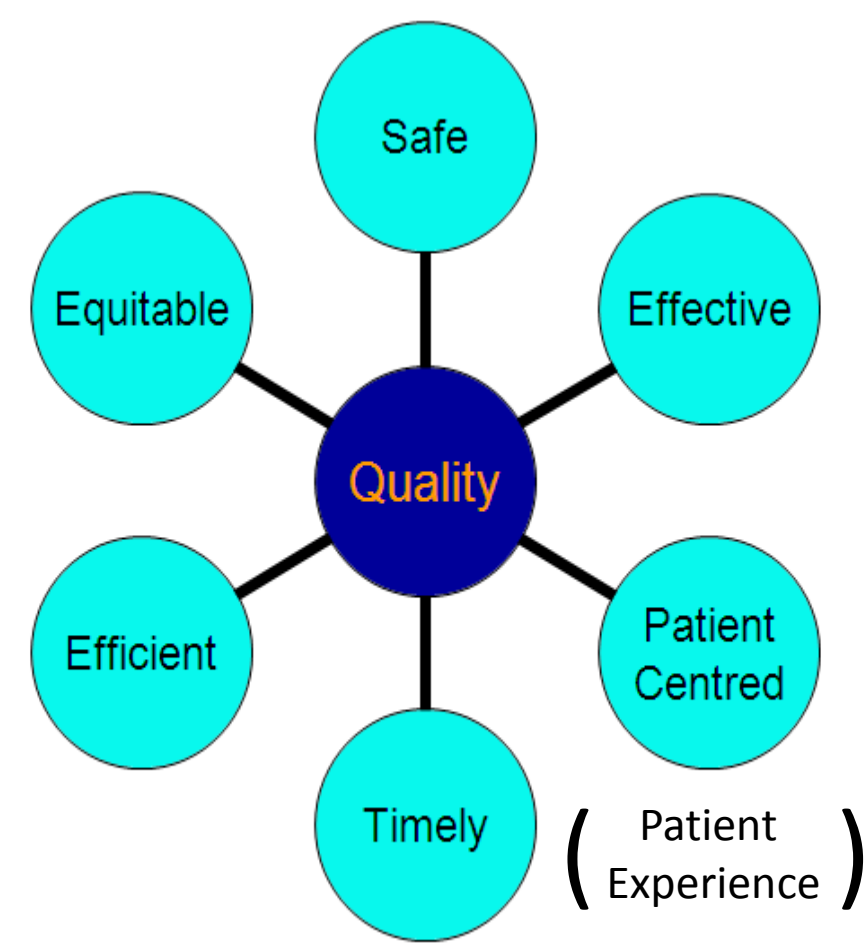 Safe
Equitable
Effective
Quality
Efficient
Patient
Centred
Timely
( Patient
Experience )